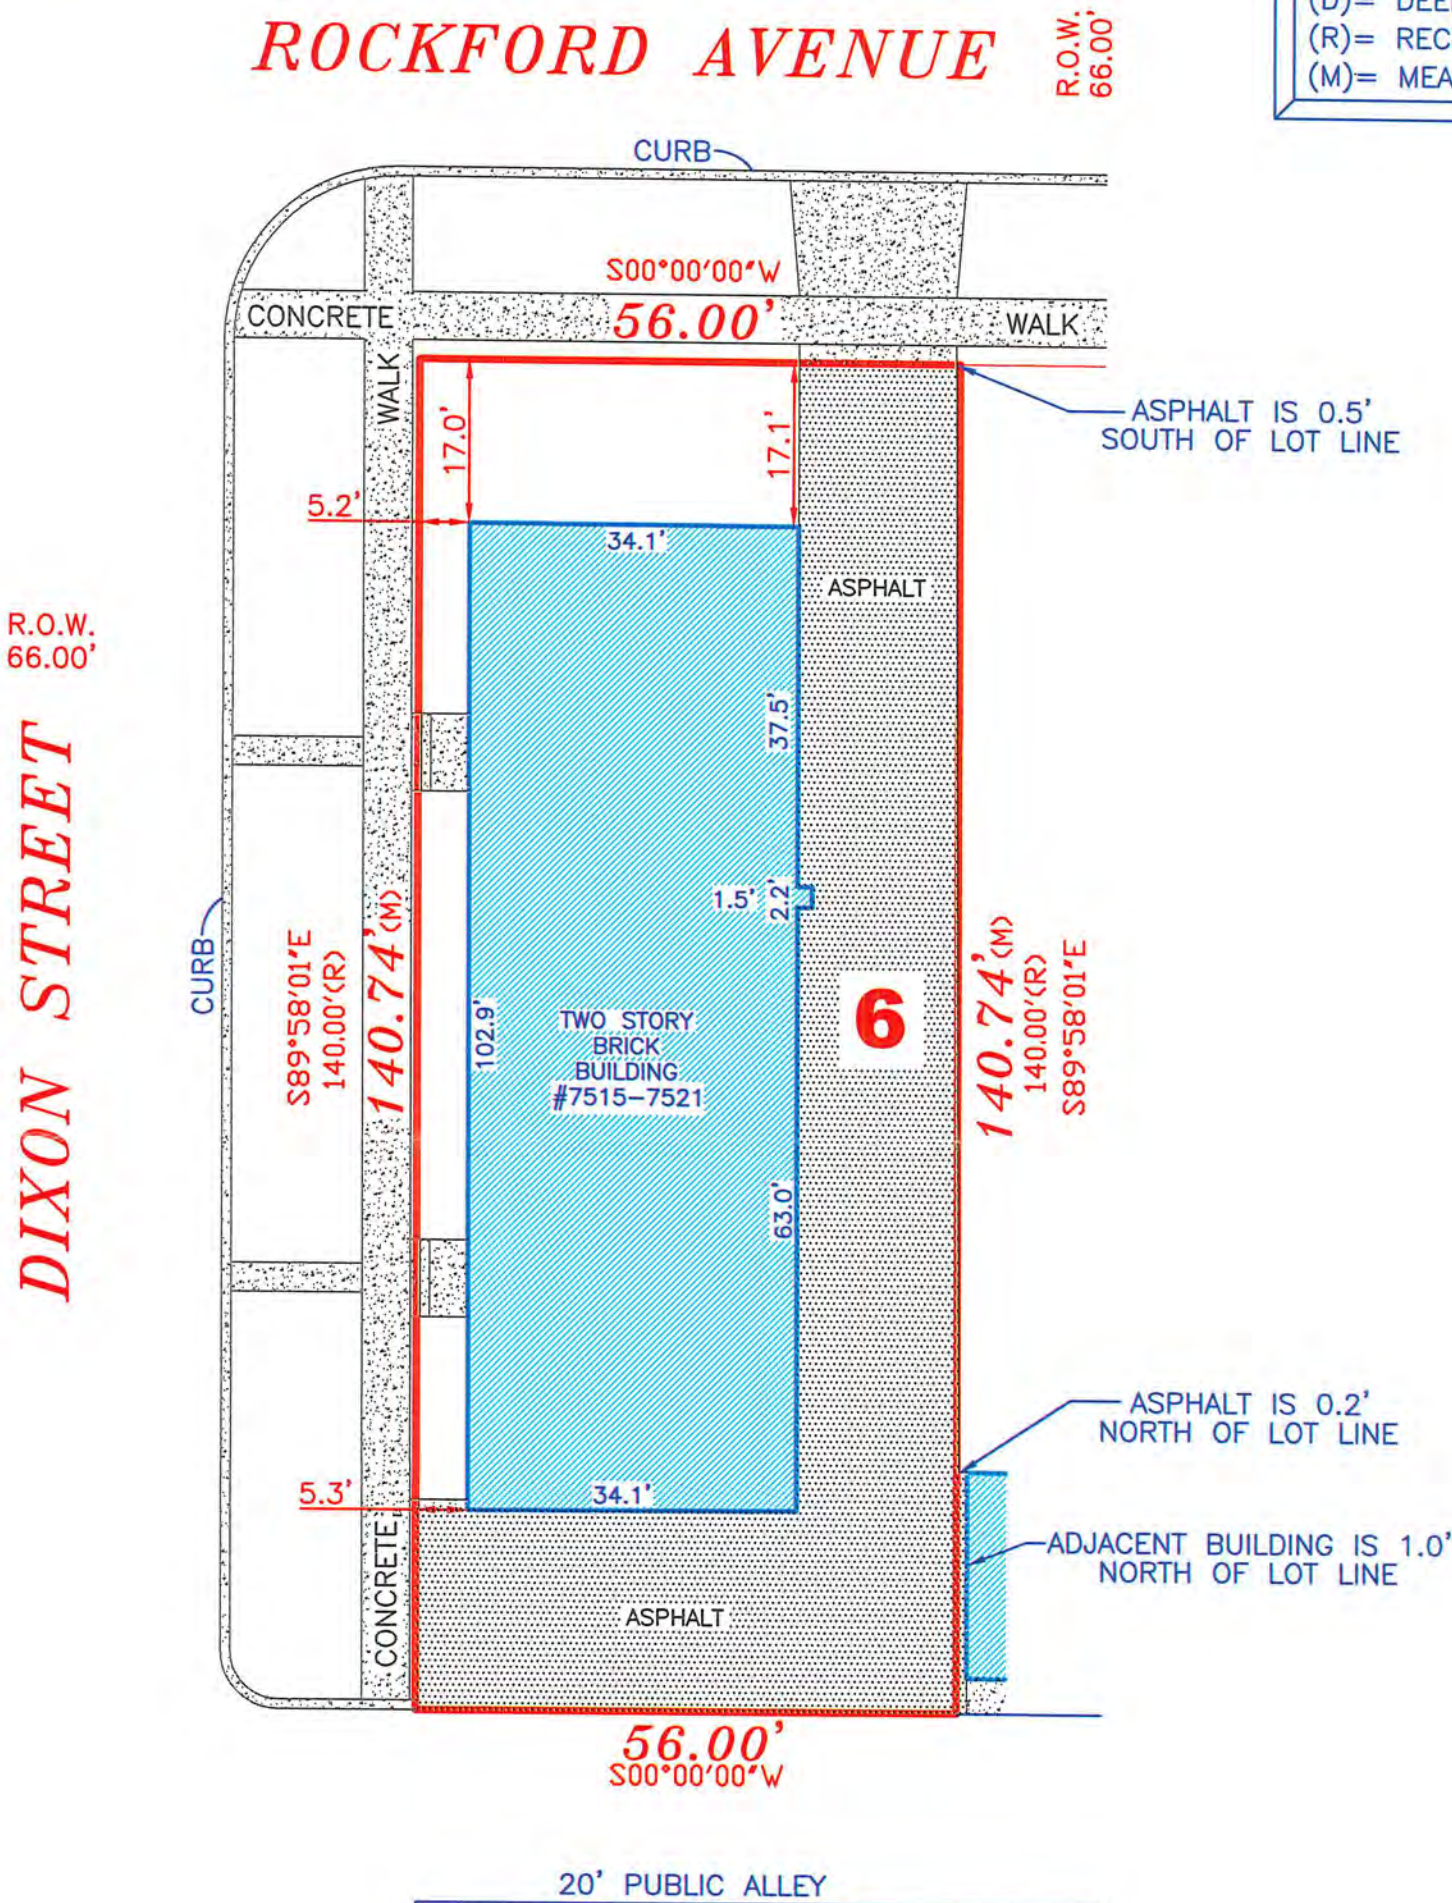 (R)= REC
(M)= MEA
ROCKFORD AVENUE
R.O.W.
66.00'
CURB
S00°00'00"W
56.00'
CONCRETE
WALK
WALK
17.0'
17.1'
ASPHALT IS 0.5'
SOUTH OF LOT LINE
5.2'
34.1'
ASPHALT
R.O.W.
66.00'
DIXON STREET
37.5'
1.5'
2.2'
CURB
S89°58'01"E
140.00'(R)
140.74'(M)
102.9'
TWO STORY
BRICK
BUILDING
#7515-7521
6
140.74'(M)
140.00'(R)
S89°58'01"E
63.0'
ASPHALT IS 0.2'
NORTH OF LOT LINE
5.3'
34.1'
CONCRETE
ADJACENT BUILDING IS 1.0'
NORTH OF LOT LINE
ASPHALT
56.00'
S00°00'00"W
20' PUBLIC ALLEY